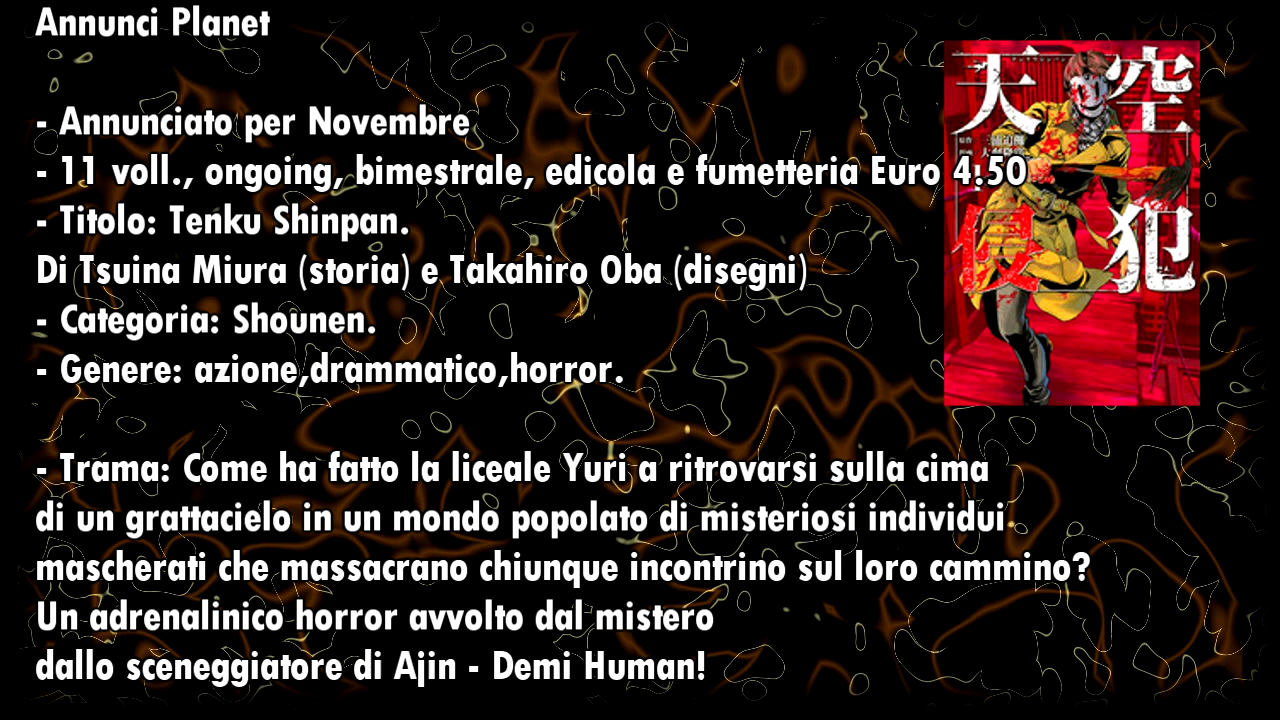 Annunci Planet
- Annunciato per Novembre
- 11 voll., ongoing, bimestrale, edicola e fumetteria Euro 4.50
- Titolo: Tenku Shinpan.
Di Tsuina Miura (storia) e Takahiro Oba (disegni)
- Categoria: Shounen.
- Genere: azione,drammatico,horror.
- Trama: Come ha fatto la liceale Yuri a ritrovarsi sulla cima
di un grattacielo in un mondo popolato di misteriosi individui
mascherati che massacrano chiunque incontrino sul loro cammino?
Un adrenalinico horror avvolto dal mistero
dallo sceneggiatore di Ajin - Demi Human!
天空
侵犯